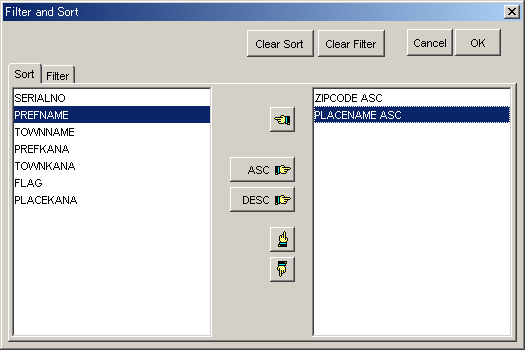 Filter and Sort
Clear Sort Clear Filter Cancel OK
Sort Filter
SERIALNO
PREFNAME
TOWNNAME
PREFKANA
TOWNKANA
FLAG
PLACEKANA
ASC
DESC
ZIPCODE ASC
PLACENAME ASC